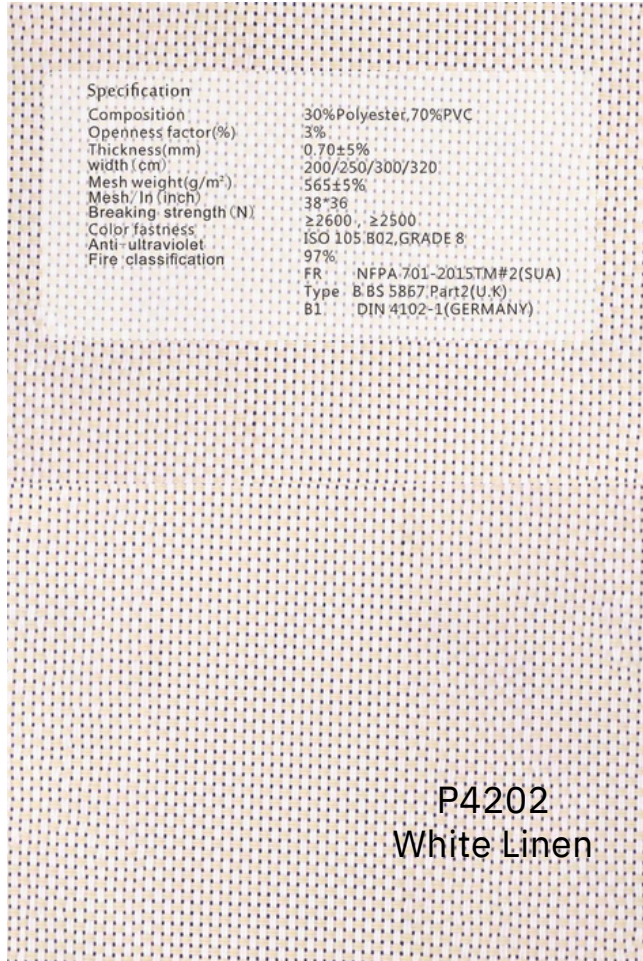 Specification
Composition 30%Polyester,70%PVC
Openness factor(%) 3%
Thickness(mm) 0.70±5%
width(cm) 200/250/300/320
Mesh weight(g/m²) 565±5%
Mesh/In(inch) 38*36
Breaking strength(N) ≥2600 , ≥2500
Color fastness ISO 105 B02,GRADE 8
Anti-ultraviolet 97%
Fire classification FR NFPA 701-2015TM#2(SUA)
Type B BS 5867 Part2(U.K)
B1 DIN 4102-1(GERMANY)
P4202
White Linen